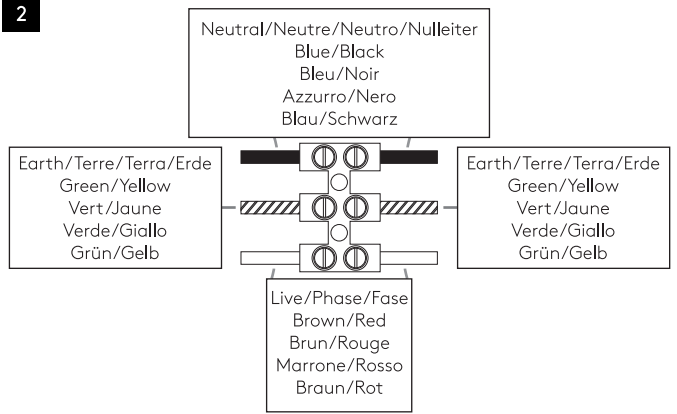 2
Neutral/Neutre/Neutro/Nulleiter
Blue/Black
Bleu/Noir
Azzurro/Nero
Blau/Schwarz
Earth/Terre/Terra/Erde
Green/Yellow
Vert/Jaune
Verde/Giallo
Grün/Gelb
Earth/Terre/Terra/Erde
Green/Yellow
Vert/Jaune
Verde/Giallo
Grün/Gelb
Live/Phase/Fase
Brown/Red
Brun/Rouge
Marrone/Rosso
Braun/Rot